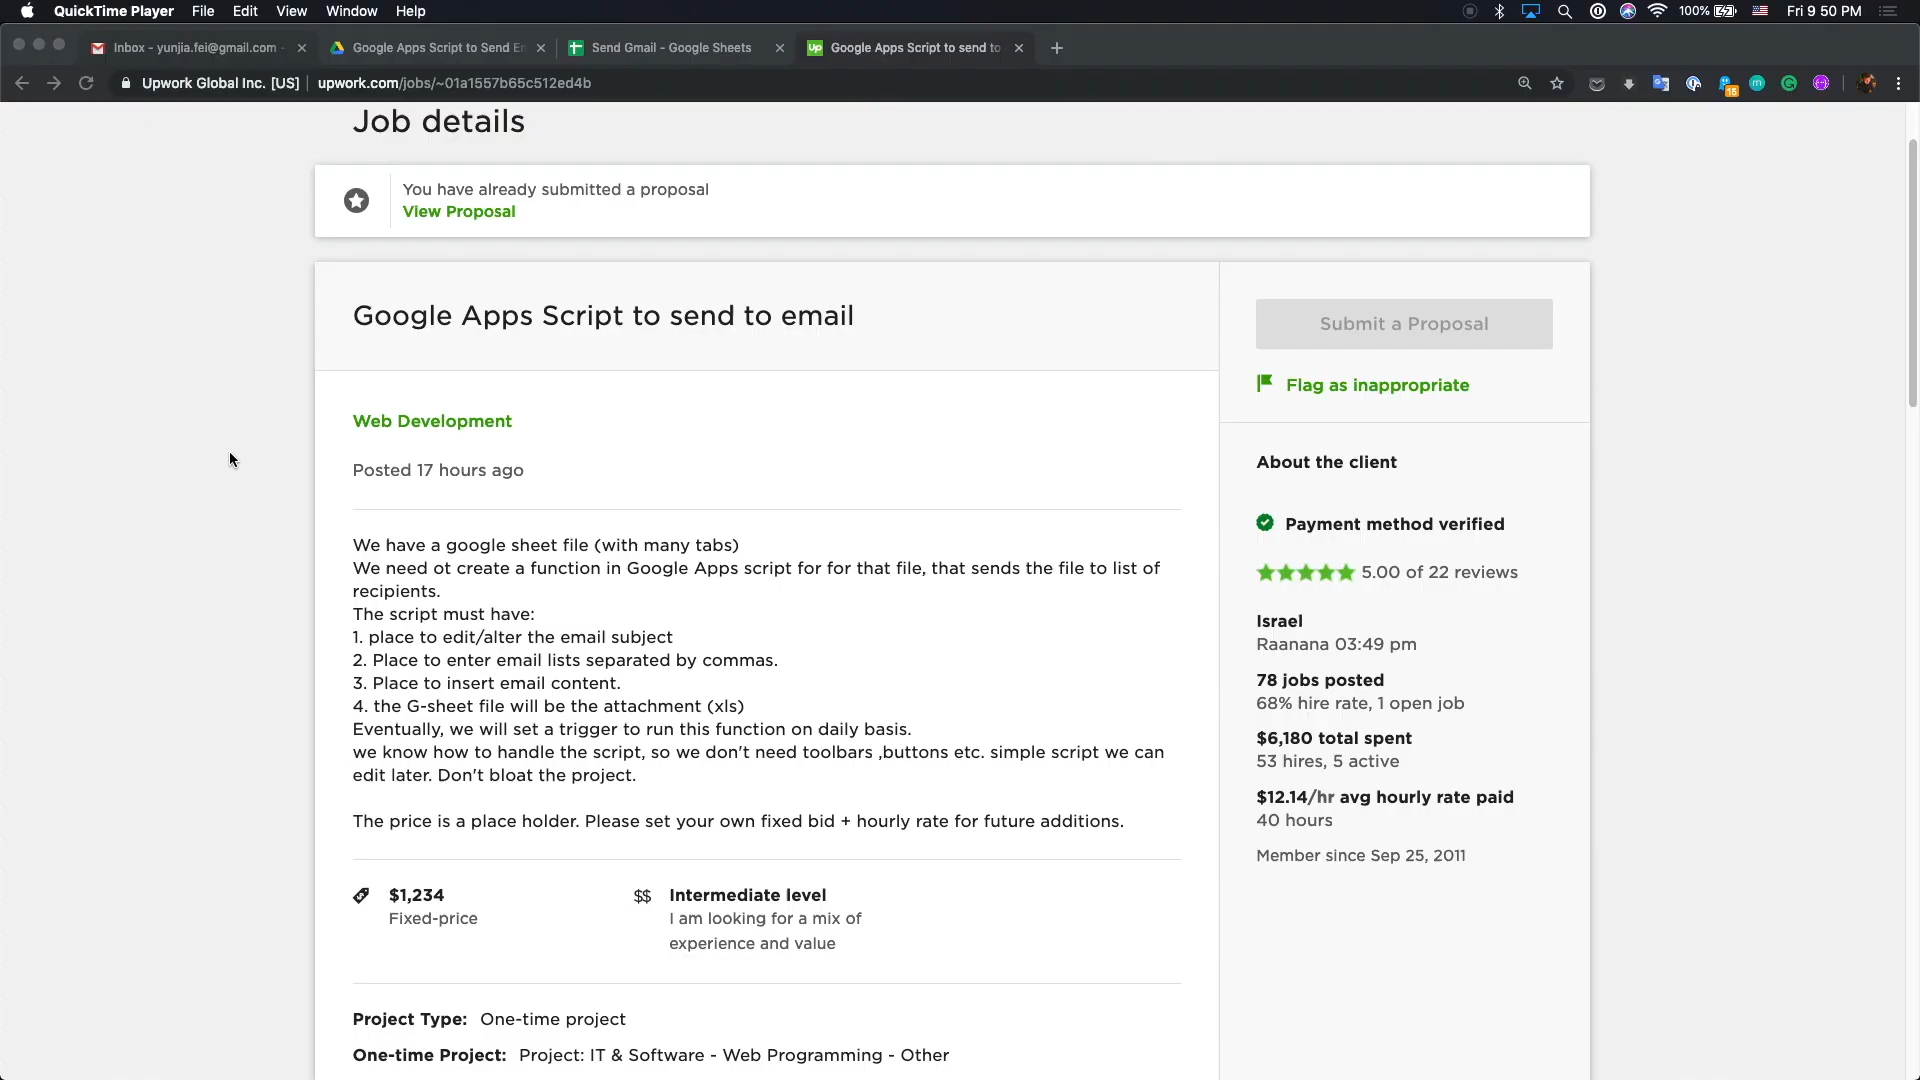 QuickTime Player File Edit View Window Help 100% Fri 9 50 PM
Inbox - yunjia.fei@gmail.com - Google Apps Script to Send Em Send Gmail - Google Sheets Google Apps Script to send to
Upwork Global Inc. [US] upwork.com/jobs/~01a1557b65c512ed4b
15
Job details
You have already submitted a proposal
View Proposal
Google Apps Script to send to email
Web Development
Posted 17 hours ago
We have a google sheet file (with many tabs)
We need ot create a function in Google Apps script for for that file, that sends the file to list of
recipients.
The script must have:
1. place to edit/alter the email subject
2. Place to enter email lists separated by commas.
3. Place to insert email content.
4. the G-sheet file will be the attachment (xls)
Eventually, we will set a trigger to run this function on daily basis.
we know how to handle the script, so we don't need toolbars ,buttons etc. simple script we can
edit later. Don't bloat the project.
The price is a place holder. Please set your own fixed bid + hourly rate for future additions.
$1,234
Fixed-price
$$ Intermediate level
I am looking for a mix of
experience and value
Project Type: One-time project
One-time Project: Project: IT & Software - Web Programming - Other
Submit a Proposal
Flag as inappropriate
About the client
Payment method verified
5.00 of 22 reviews
Israel
Raanana 03:49 pm
78 jobs posted
68% hire rate, 1 open job
$6,180 total spent
53 hires, 5 active
$12.14/hr avg hourly rate paid
40 hours
Member since Sep 25, 2011